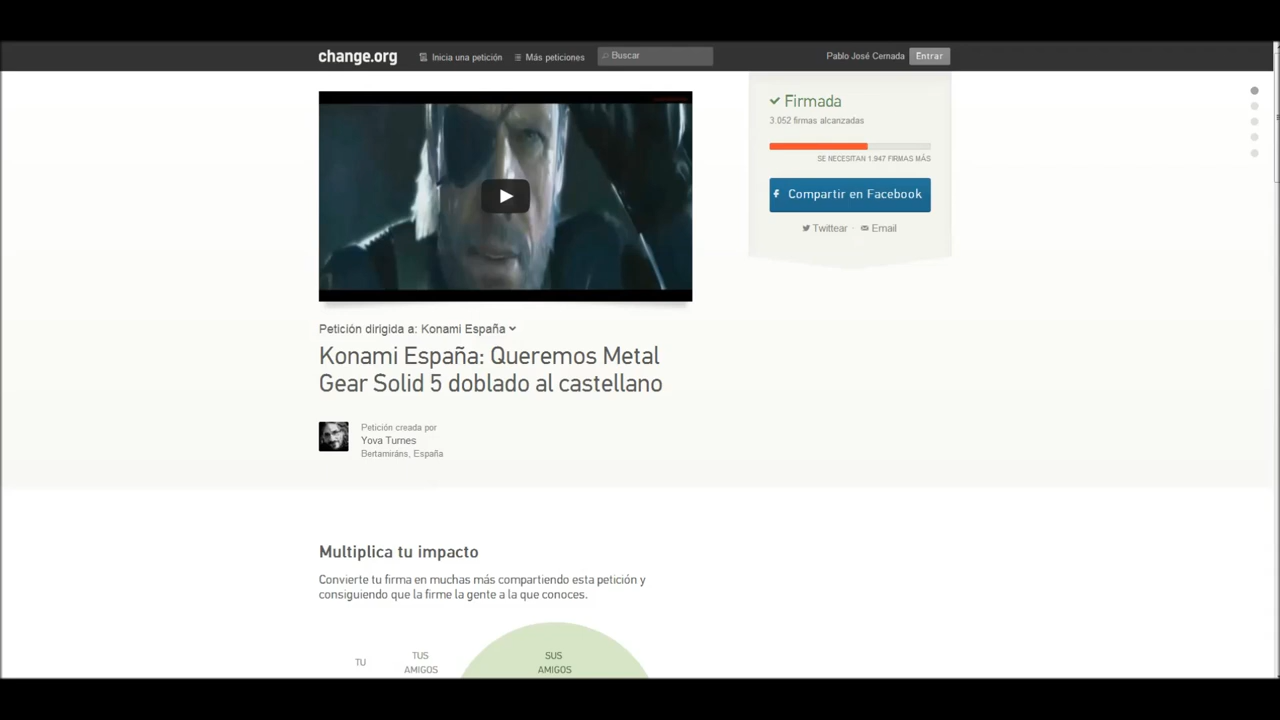 change.org
Inicia una petición
Más peticiones
Buscar
Pablo José Cernada
Entrar
Firmada
3.052 firmas alcanzadas
SE NECESITAN 1.947 FIRMAS MÁS
Compartir en Facebook
Twittear · Email
Petición dirigida a: Konami España
Konami España: Queremos Metal
Gear Solid 5 doblado al castellano
Petición creada por
Yova Turnes
Bertamiráns, España
Multiplica tu impacto
Convierte tu firma en muchas más compartiendo esta petición y
consiguiendo que la firme la gente a la que conoces.
TU
TUS
AMIGOS
SUS
AMIGOS